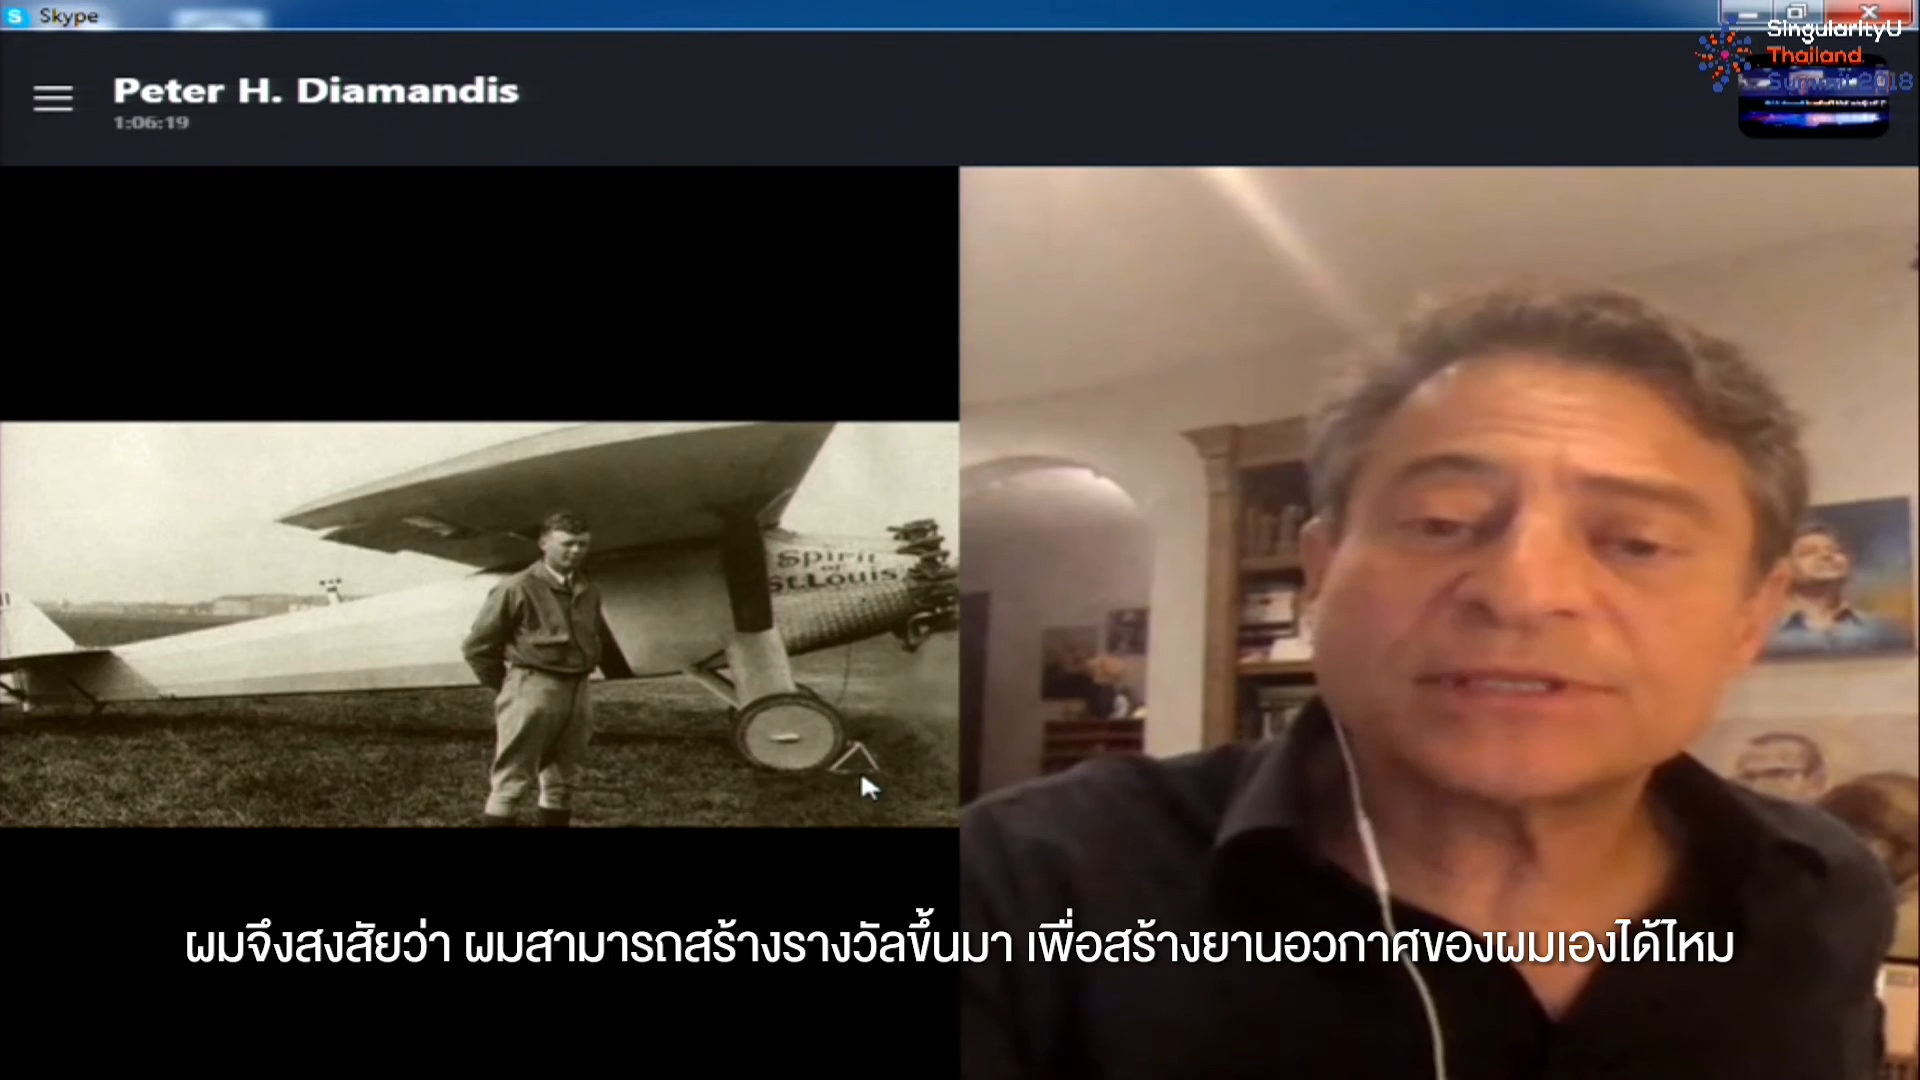 Skype
SingularityU
Thailand
Summit 2018
Peter H. Diamandis
1:06:19
Spirit
OF
St.Louis
ผมจึงสงสัยว่า ผมสามารถสร้างรางวัลขึ้นมา เพื่อสร้างยานอวกาศของผมเองได้ไหม